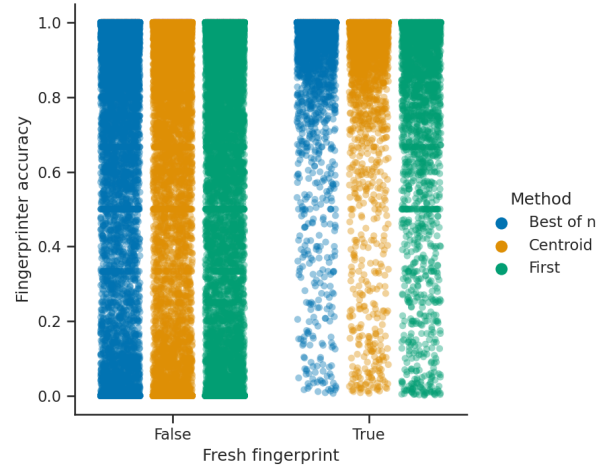 Fingerprinter accuracy
1.0
0.8
0.6
0.4
0.2
0.0
False
True
Fresh fingerprint
Method
Best of n
Centroid
First